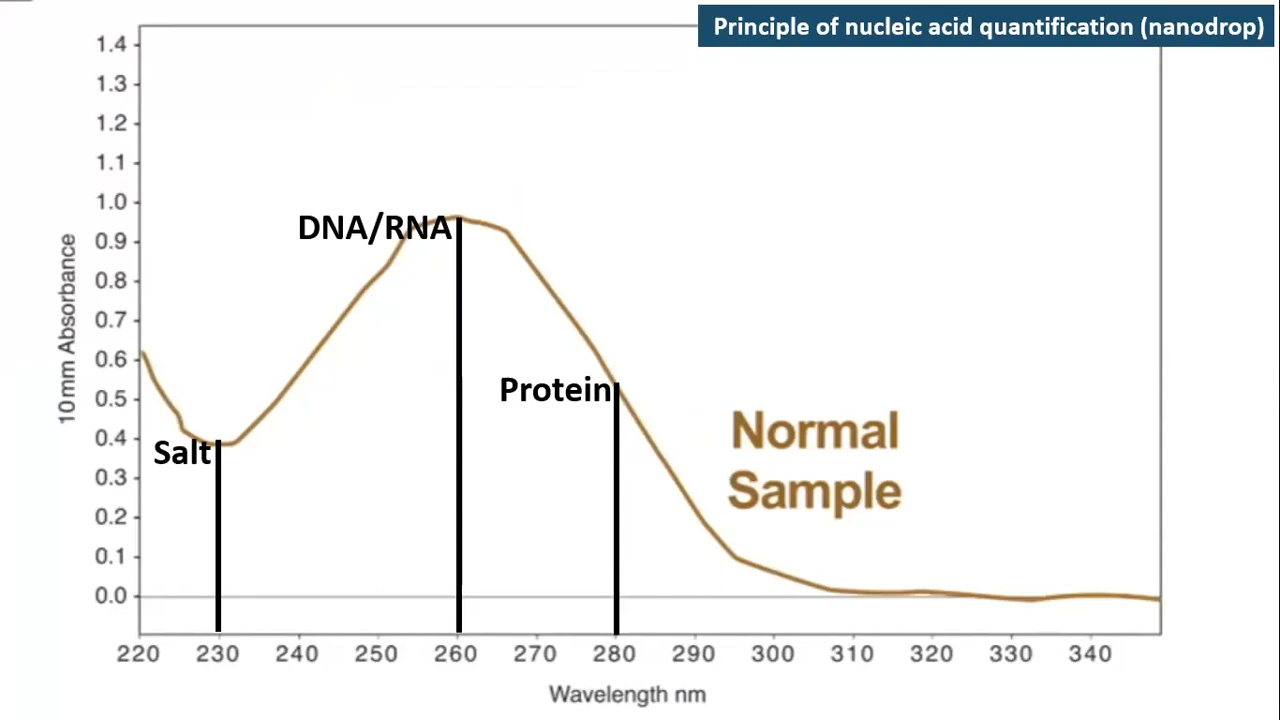 Principle of nucleic acid quantification (nanodrop)
1.4
1.3
1.2
1.1
1.0
0.9
0.8
0.7
0.6
0.5
0.4
0.3
0.2
0.1
0.0
10mm Absorbance
DNA/RNA
Protein
Salt
Normal
Sample
220 230 240 250 260 270 280 290 300 310 320 330 340
Wavelength nm